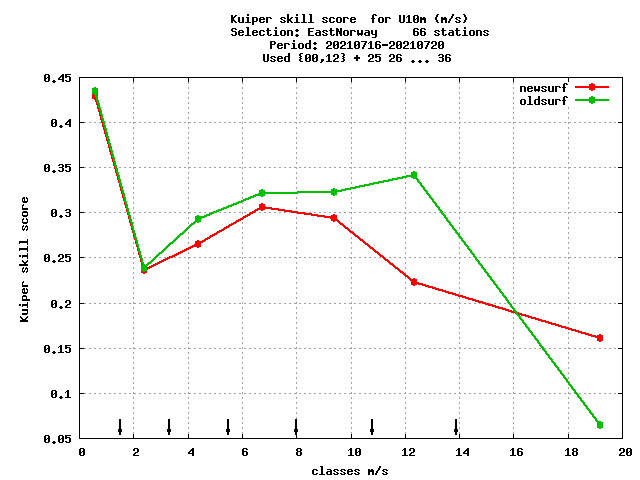 Kuiper skill score  for U10m (m/s)
Selection: EastNorway     66 stations
Period: 20210716-20210720
Used {00,12} + 25 26 ... 36
newsurf
oldsurf
0.45
0.4
0.35
0.3
0.25
0.2
0.15
0.1
0.05
Kuiper skill score
0 2 4 6 8 10 12 14 16 18 20
classes m/s